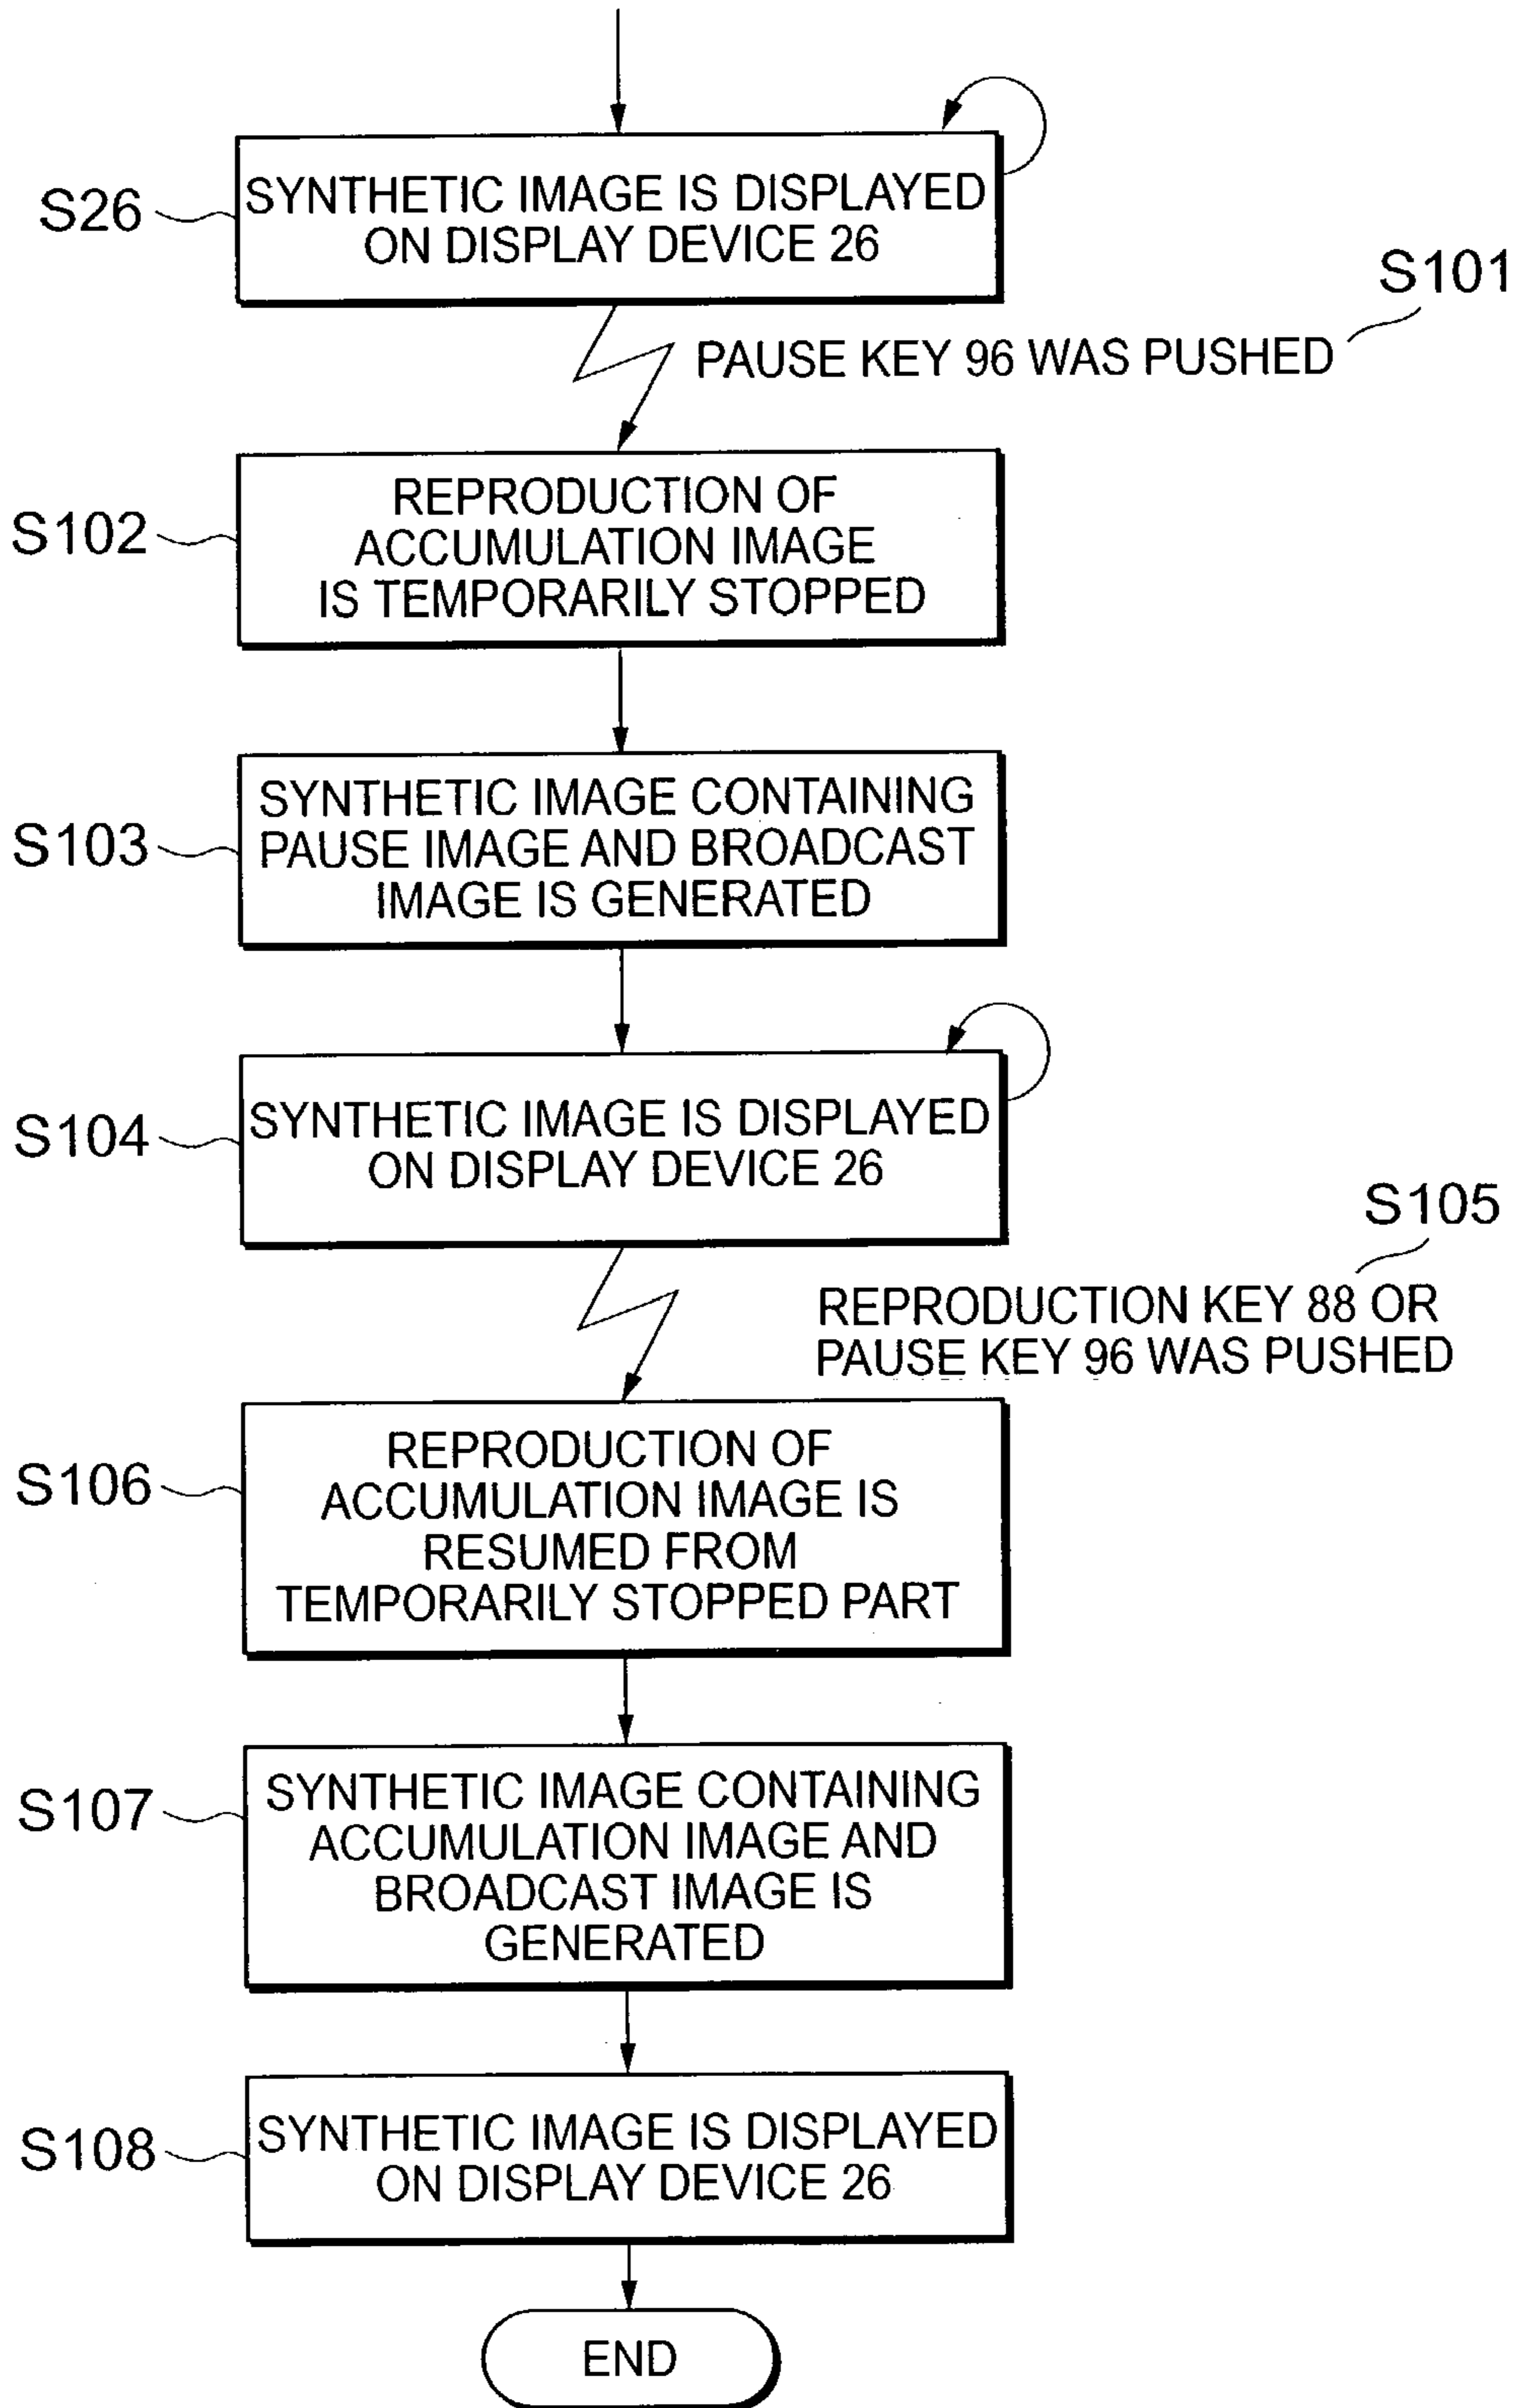 S26
SYNTHETIC IMAGE IS DISPLAYED
ON DISPLAY DEVICE 26
S101
PAUSE KEY 96 WAS PUSHED
S102
REPRODUCTION OF
ACCUMULATION IMAGE
IS TEMPORARILY STOPPED
S103
SYNTHETIC IMAGE CONTAINING
PAUSE IMAGE AND BROADCAST
IMAGE IS GENERATED
S104
SYNTHETIC IMAGE IS DISPLAYED
ON DISPLAY DEVICE 26
S105
REPRODUCTION KEY 88 OR
PAUSE KEY 96 WAS PUSHED
S106
REPRODUCTION OF
ACCUMULATION IMAGE IS
RESUMED FROM
TEMPORARILY STOPPED PART
S107
SYNTHETIC IMAGE CONTAINING
ACCUMULATION IMAGE AND
BROADCAST IMAGE IS
GENERATED
S108
SYNTHETIC IMAGE IS DISPLAYED
ON DISPLAY DEVICE 26
END